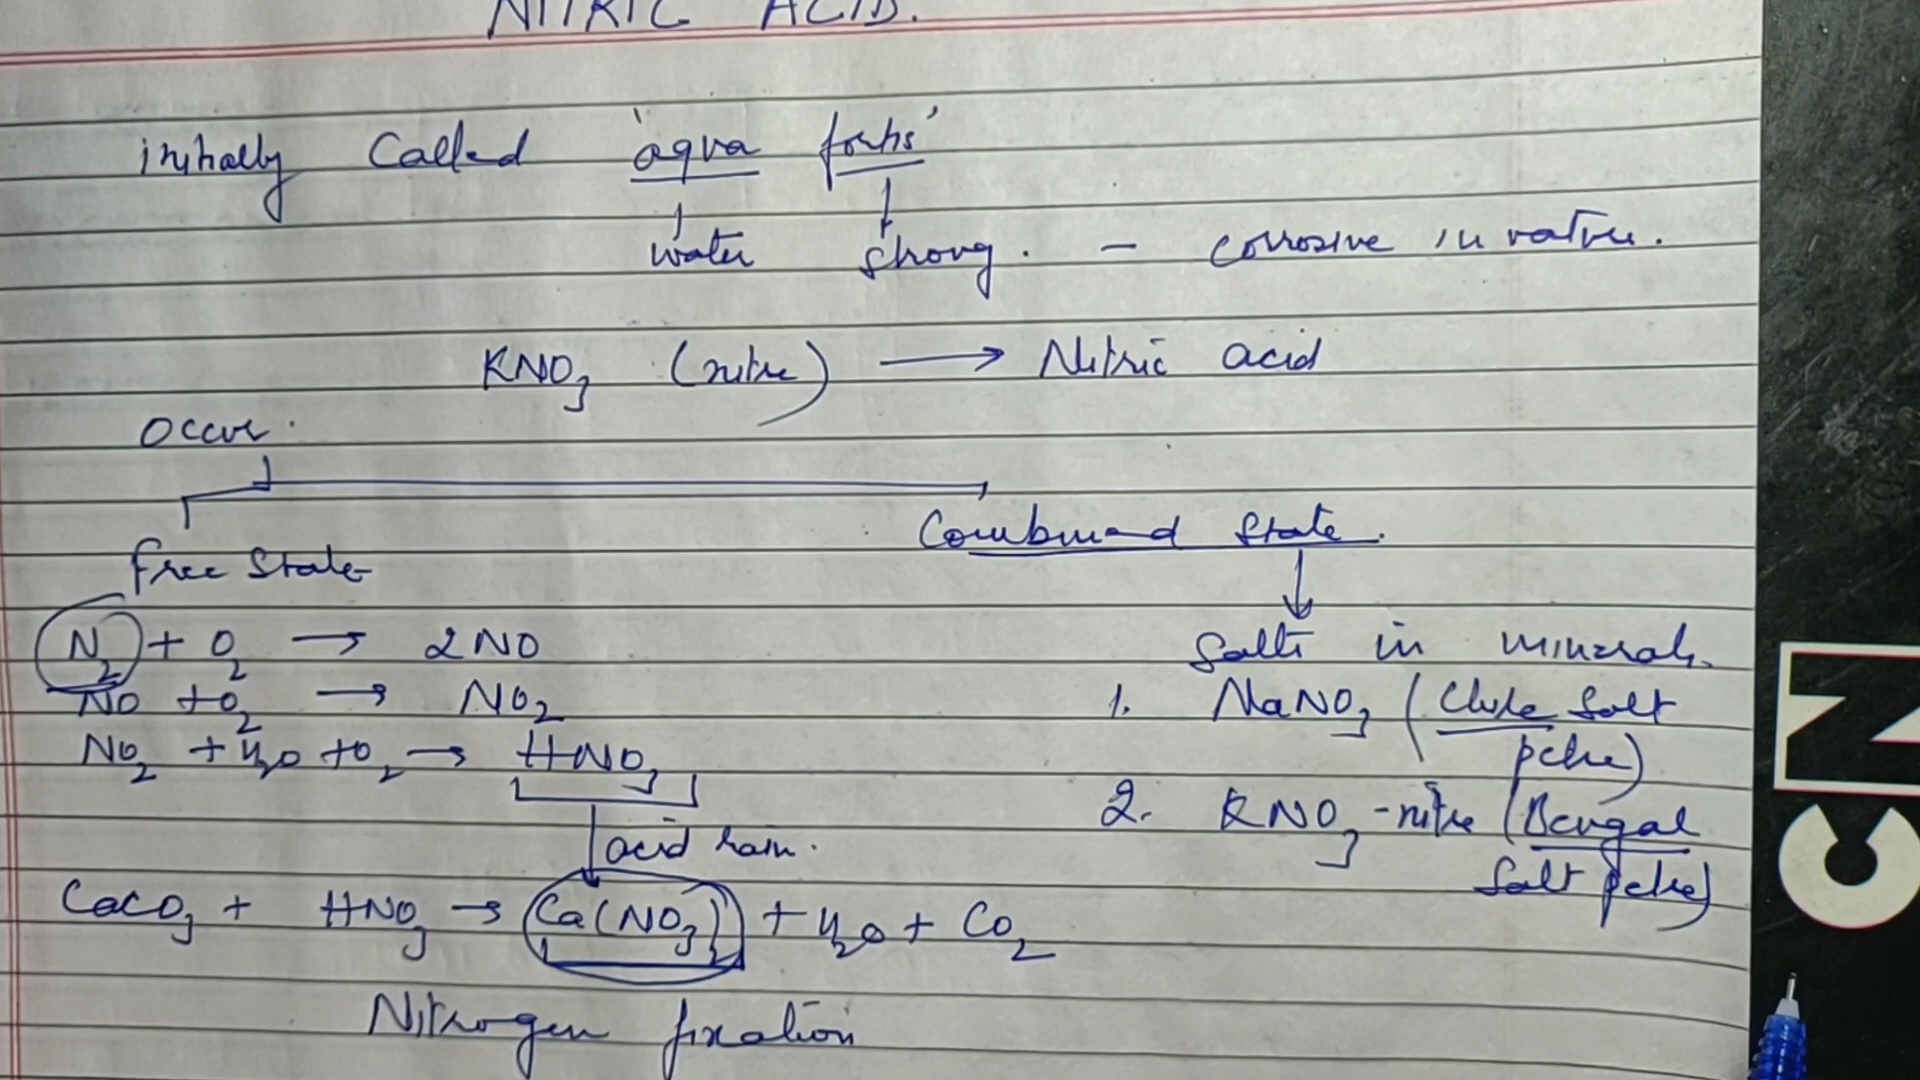 NITRIC ACID.
initially Called 'aqua fortis'
water strong. - corrosive in nature.
KNO3 (nitre) → Nitric acid
Occur.
Free State
Combined State.
N2 + O2 → 2NO
NO + O2 → NO2
NO2 + H2O + O2 → HNO3
acid rain.
CaCO3 + HNO3 → Ca(NO3)2 + H2O + CO2
Nitrogen fixation
Salts in minerals.
1. NaNO3 (Chile Salt
petre)
2. KNO3 - nitre (Bengal
Salt petre)
CN